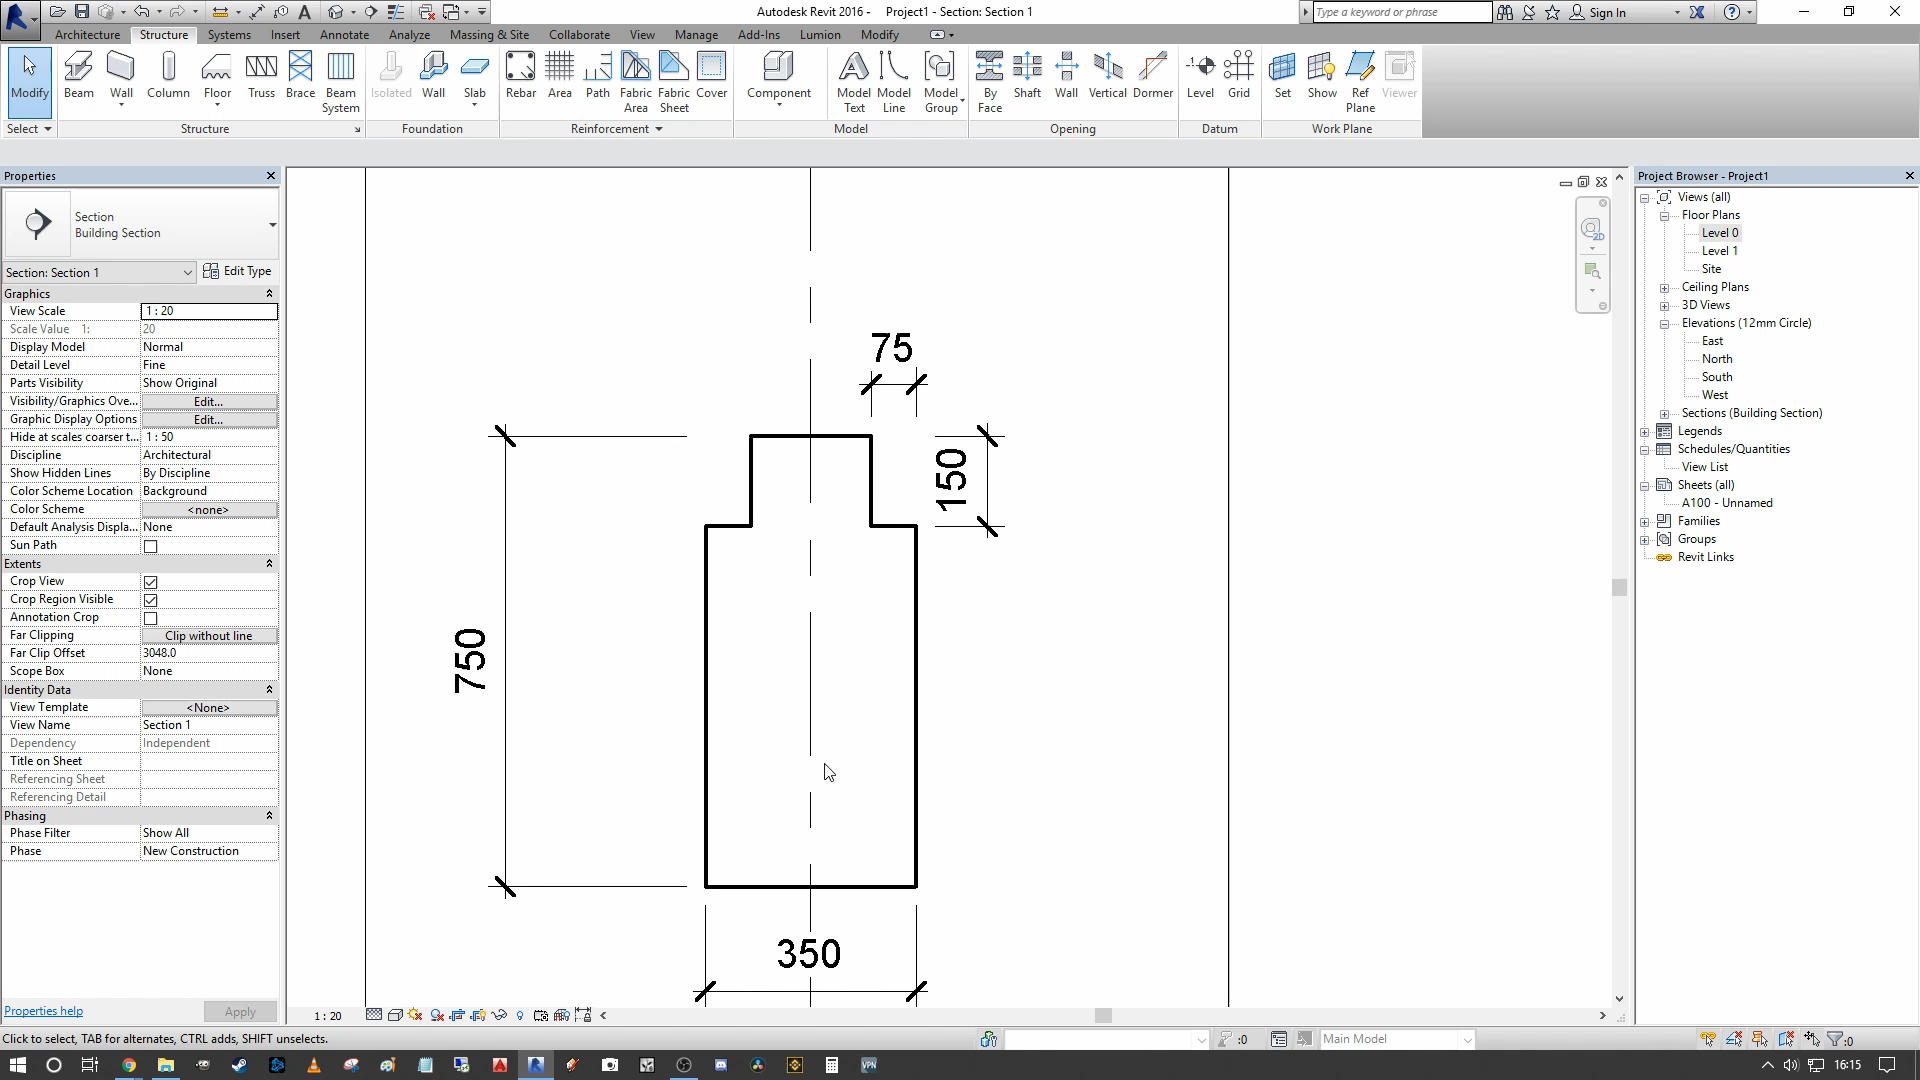 Autodesk Revit 2016 -    Project1 - Section: Section 1
Type a keyword or phrase
Sign In
Architecture Structure Systems Insert Annotate Analyze Massing & Site Collaborate View Manage Add-Ins Lumion Modify
Modify Beam Wall Column Floor Truss Brace Beam System Isolated Wall Slab Rebar Area Path Fabric Area Fabric Sheet Cover Component Model Text Model Line Model Group By Face Shaft Wall Vertical Dormer Level Grid Set Show Ref Plane Viewer
Select Structure Foundation Reinforcement Model Opening Datum Work Plane
Properties
Section
Building Section
Section: Section 1 Edit Type
Graphics
View Scale 1 : 20
Scale Value 1: 20
Display Model Normal
Detail Level Fine
Parts Visibility Show Original
Visibility/Graphics Ove... Edit...
Graphic Display Options Edit...
Hide at scales coarser t... 1 : 50
Discipline Architectural
Show Hidden Lines By Discipline
Color Scheme Location Background
Color Scheme <none>
Default Analysis Displa... None
Sun Path
Extents
Crop View
Crop Region Visible
Annotation Crop
Far Clipping Clip without line
Far Clip Offset 3048.0
Scope Box None
Identity Data
View Template <None>
View Name Section 1
Dependency Independent
Title on Sheet
Referencing Sheet
Referencing Detail
Phasing
Phase Filter Show All
Phase New Construction
Properties help Apply
75
150
750
350
2D
1 : 20
Project Browser - Project1
Views (all)
Floor Plans
Level 0
Level 1
Site
Ceiling Plans
3D Views
Elevations (12mm Circle)
East
North
South
West
Sections (Building Section)
Legends
Schedules/Quantities
View List
Sheets (all)
A100 - Unnamed
Families
Groups
Revit Links
Click to select, TAB for alternates, CTRL adds, SHIFT unselects.
:0
Main Model
:0
VPN
16:15